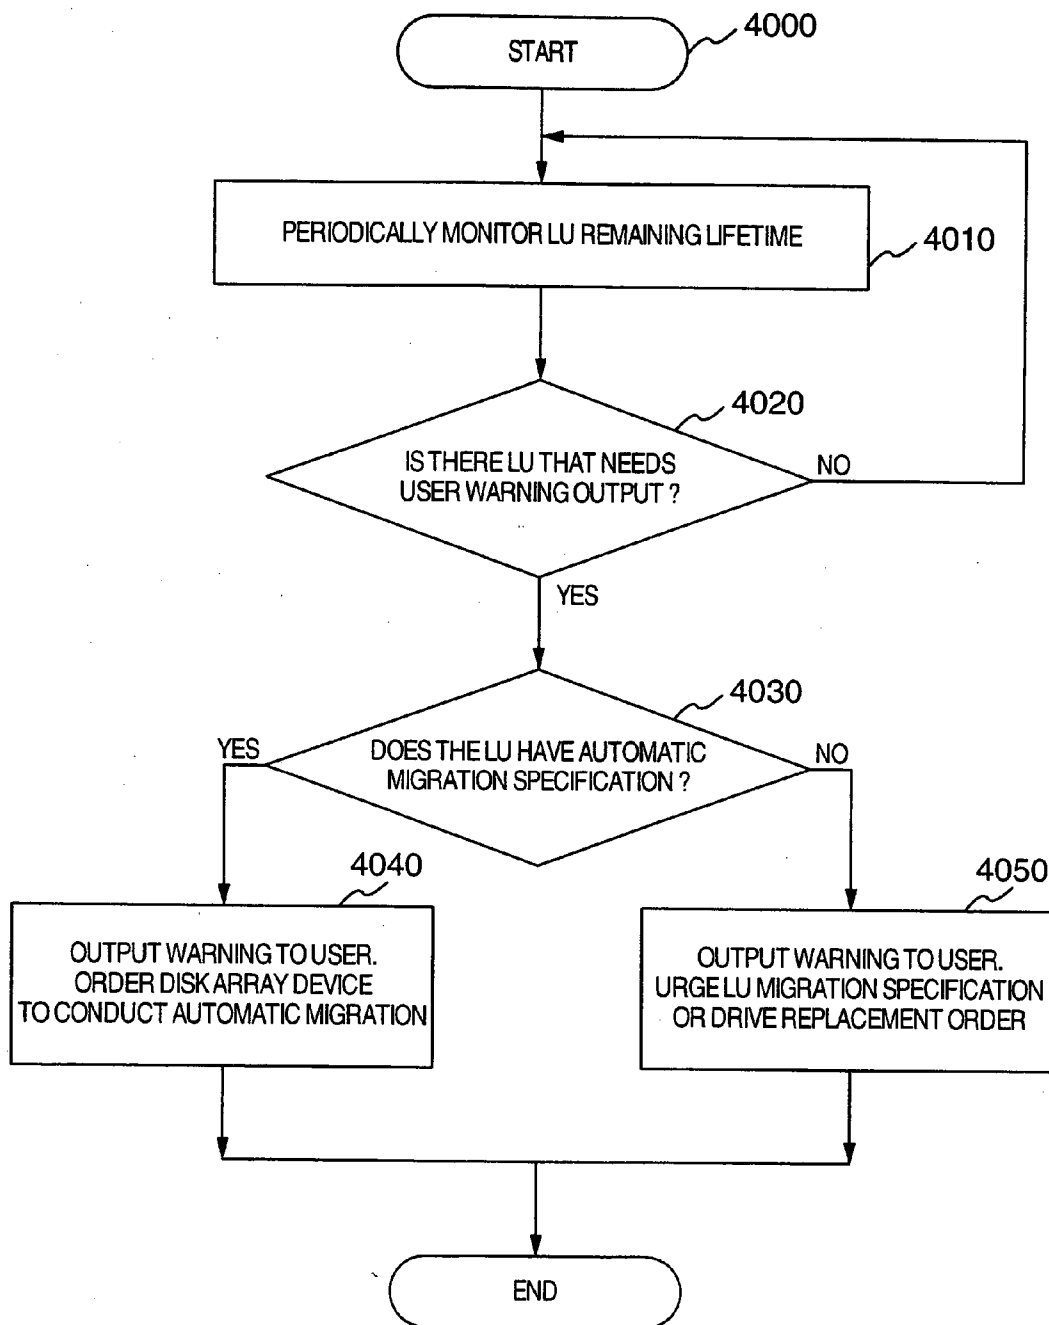 START
4000
PERIODICALLY MONITOR LU REMAINING LIFETIME
4010
4020
IS THERE LU THAT NEEDS
USER WARNING OUTPUT ?
NO
YES
4030
YES
DOES THE LU HAVE AUTOMATIC
MIGRATION SPECIFICATION ?
NO
4040
OUTPUT WARNING TO USER.
ORDER DISK ARRAY DEVICE
TO CONDUCT AUTOMATIC MIGRATION
4050
OUTPUT WARNING TO USER.
URGE LU MIGRATION SPECIFICATION
OR DRIVE REPLACEMENT ORDER
END